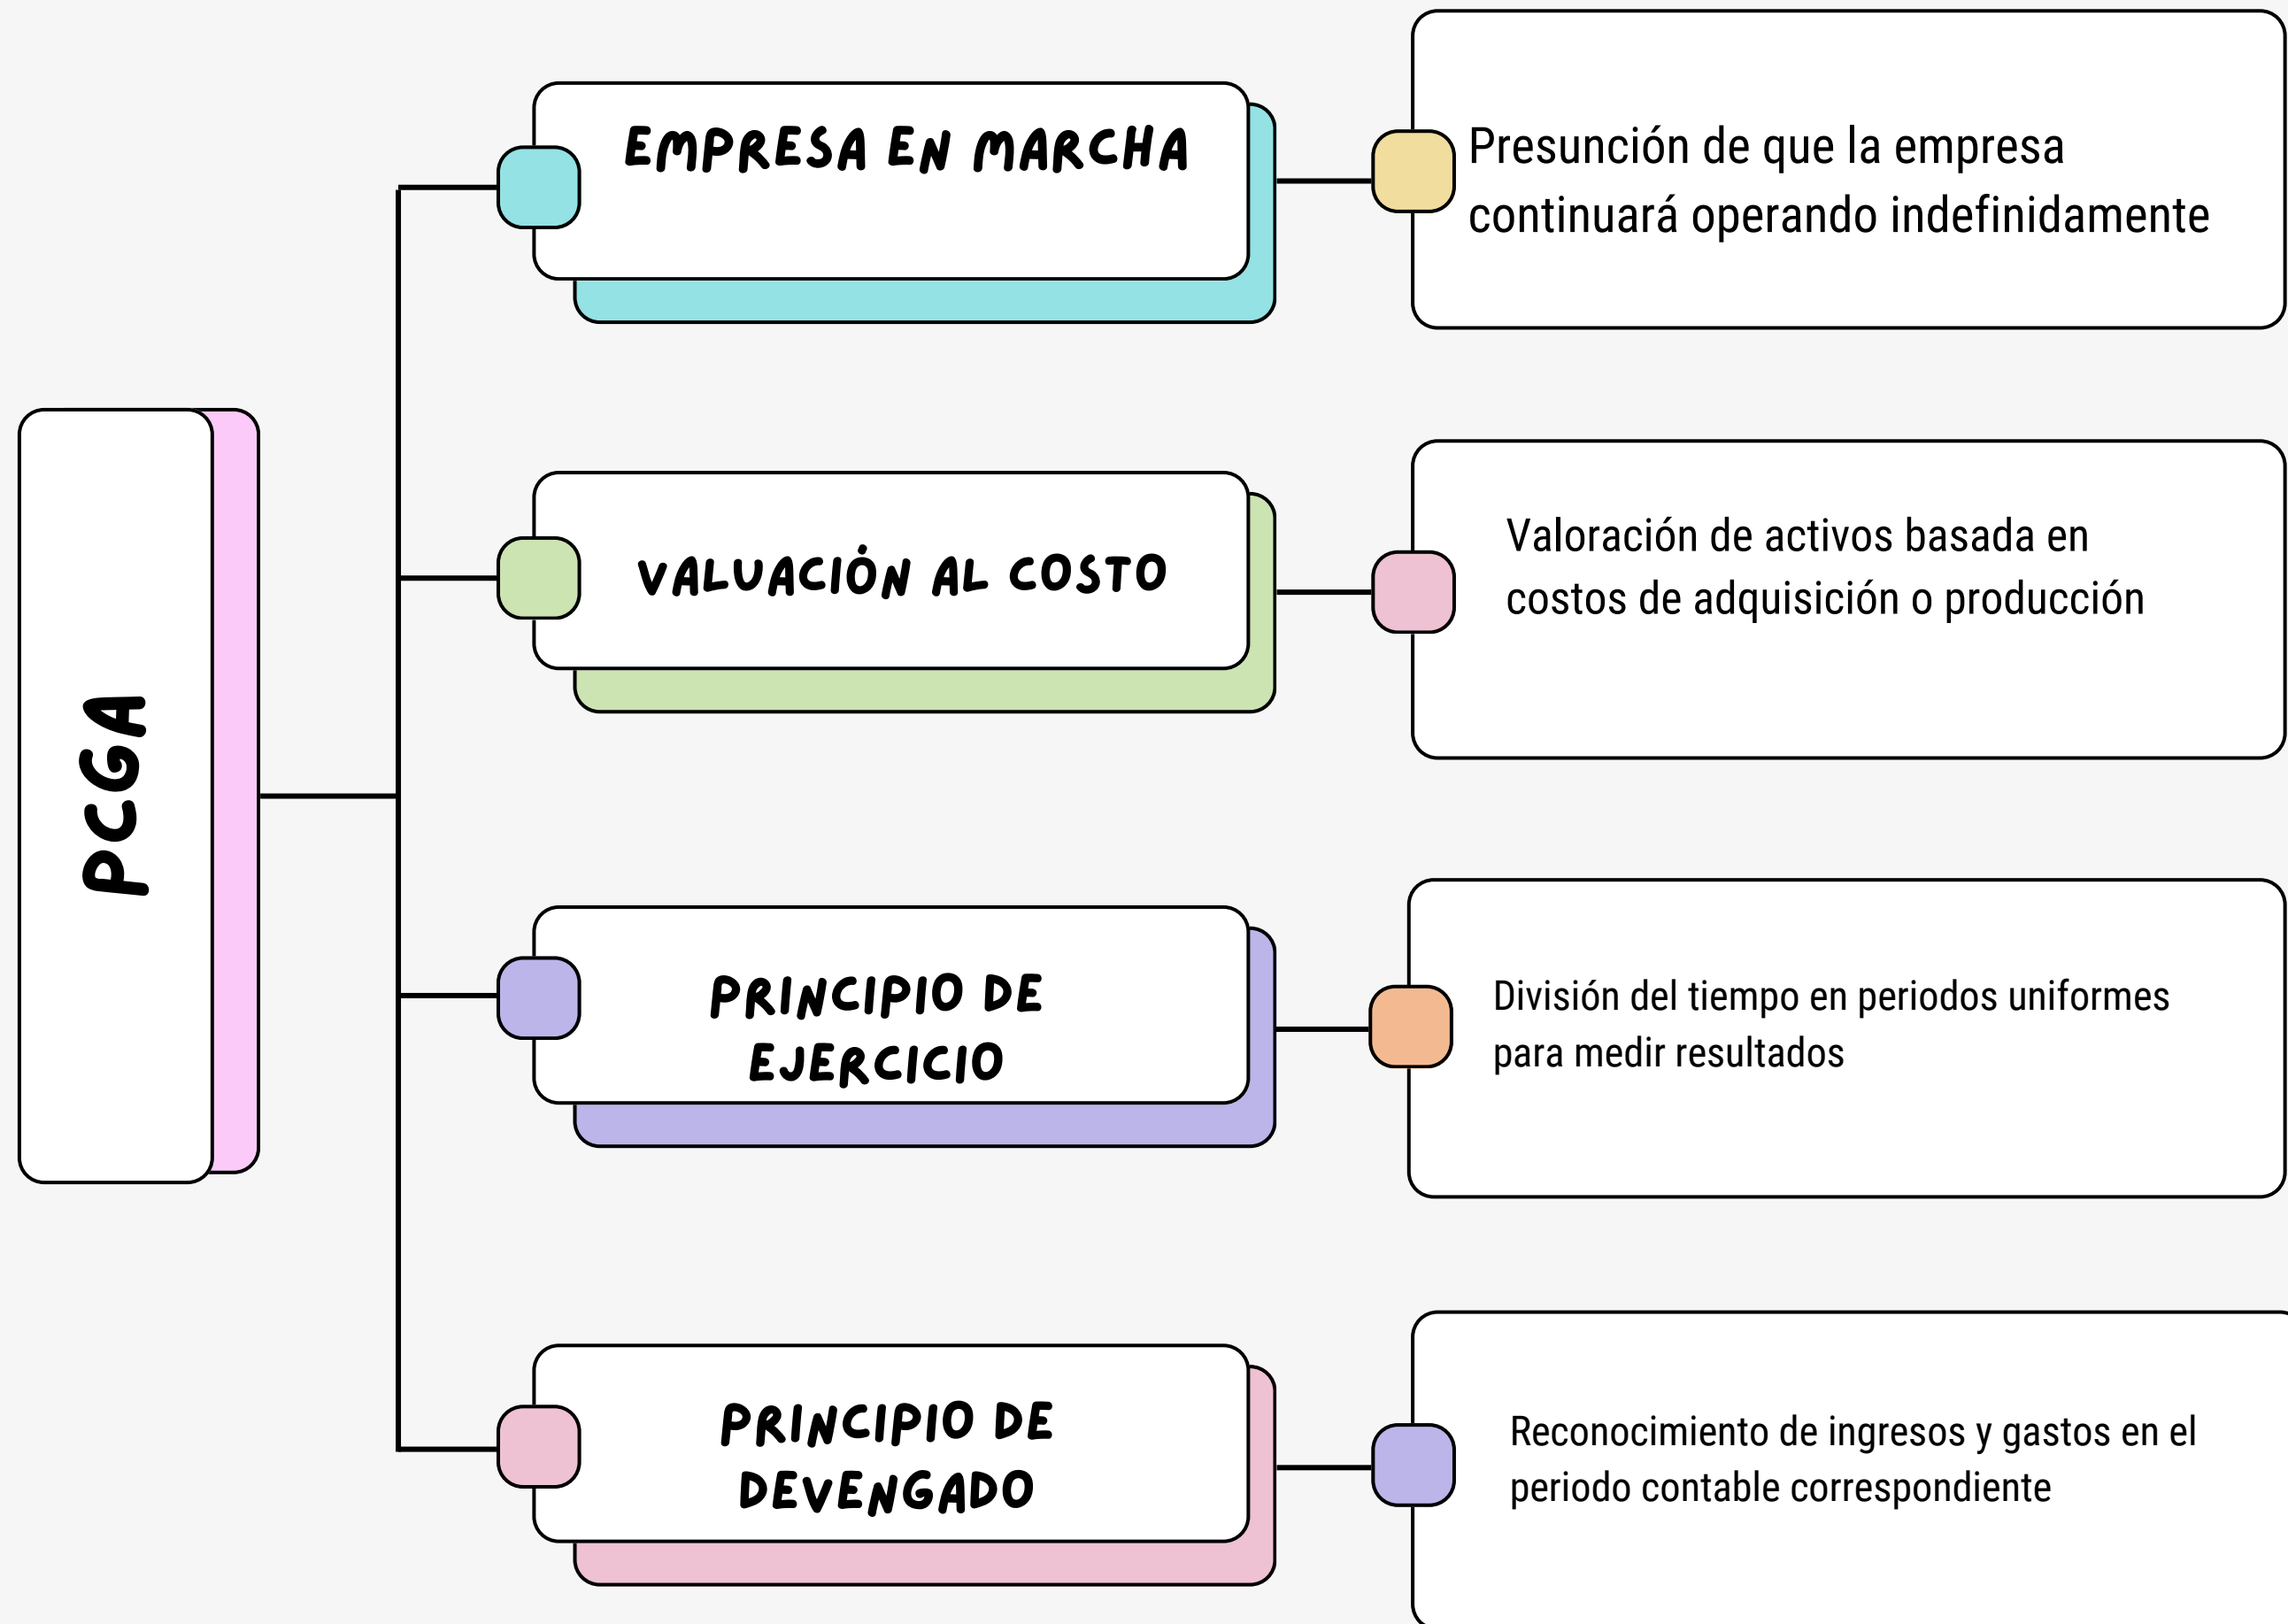 PCGA
EMPRESA EN MARCHA
Presunción de que la empresa
continuará operando indefinidamente
VALUACIÓN AL COSTO
Valoración de activos basada en
costos de adquisición o producción
PRINCIPIO DE
EJERCICIO
División del tiempo en periodos uniformes
para medir resultados
PRINCIPIO DE
DEVENGADO
Reconocimiento de ingresos y gastos en el
periodo contable correspondiente